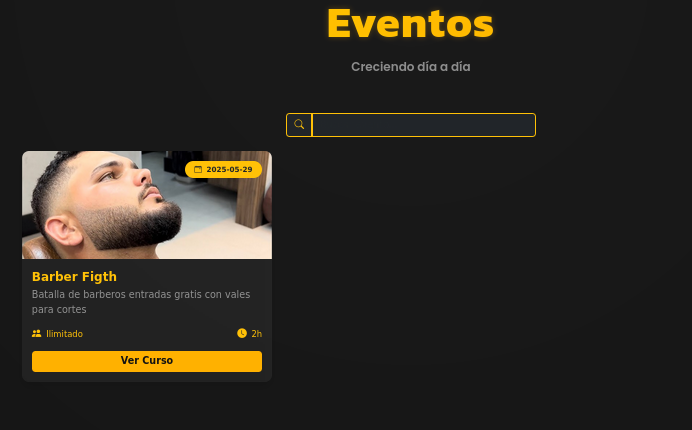 Eventos
Creciendo día a día
2025-05-29
Barber Figth
Batalla de barberos entradas gratis con vales
para cortes
Ilimitado
2h
Ver Curso